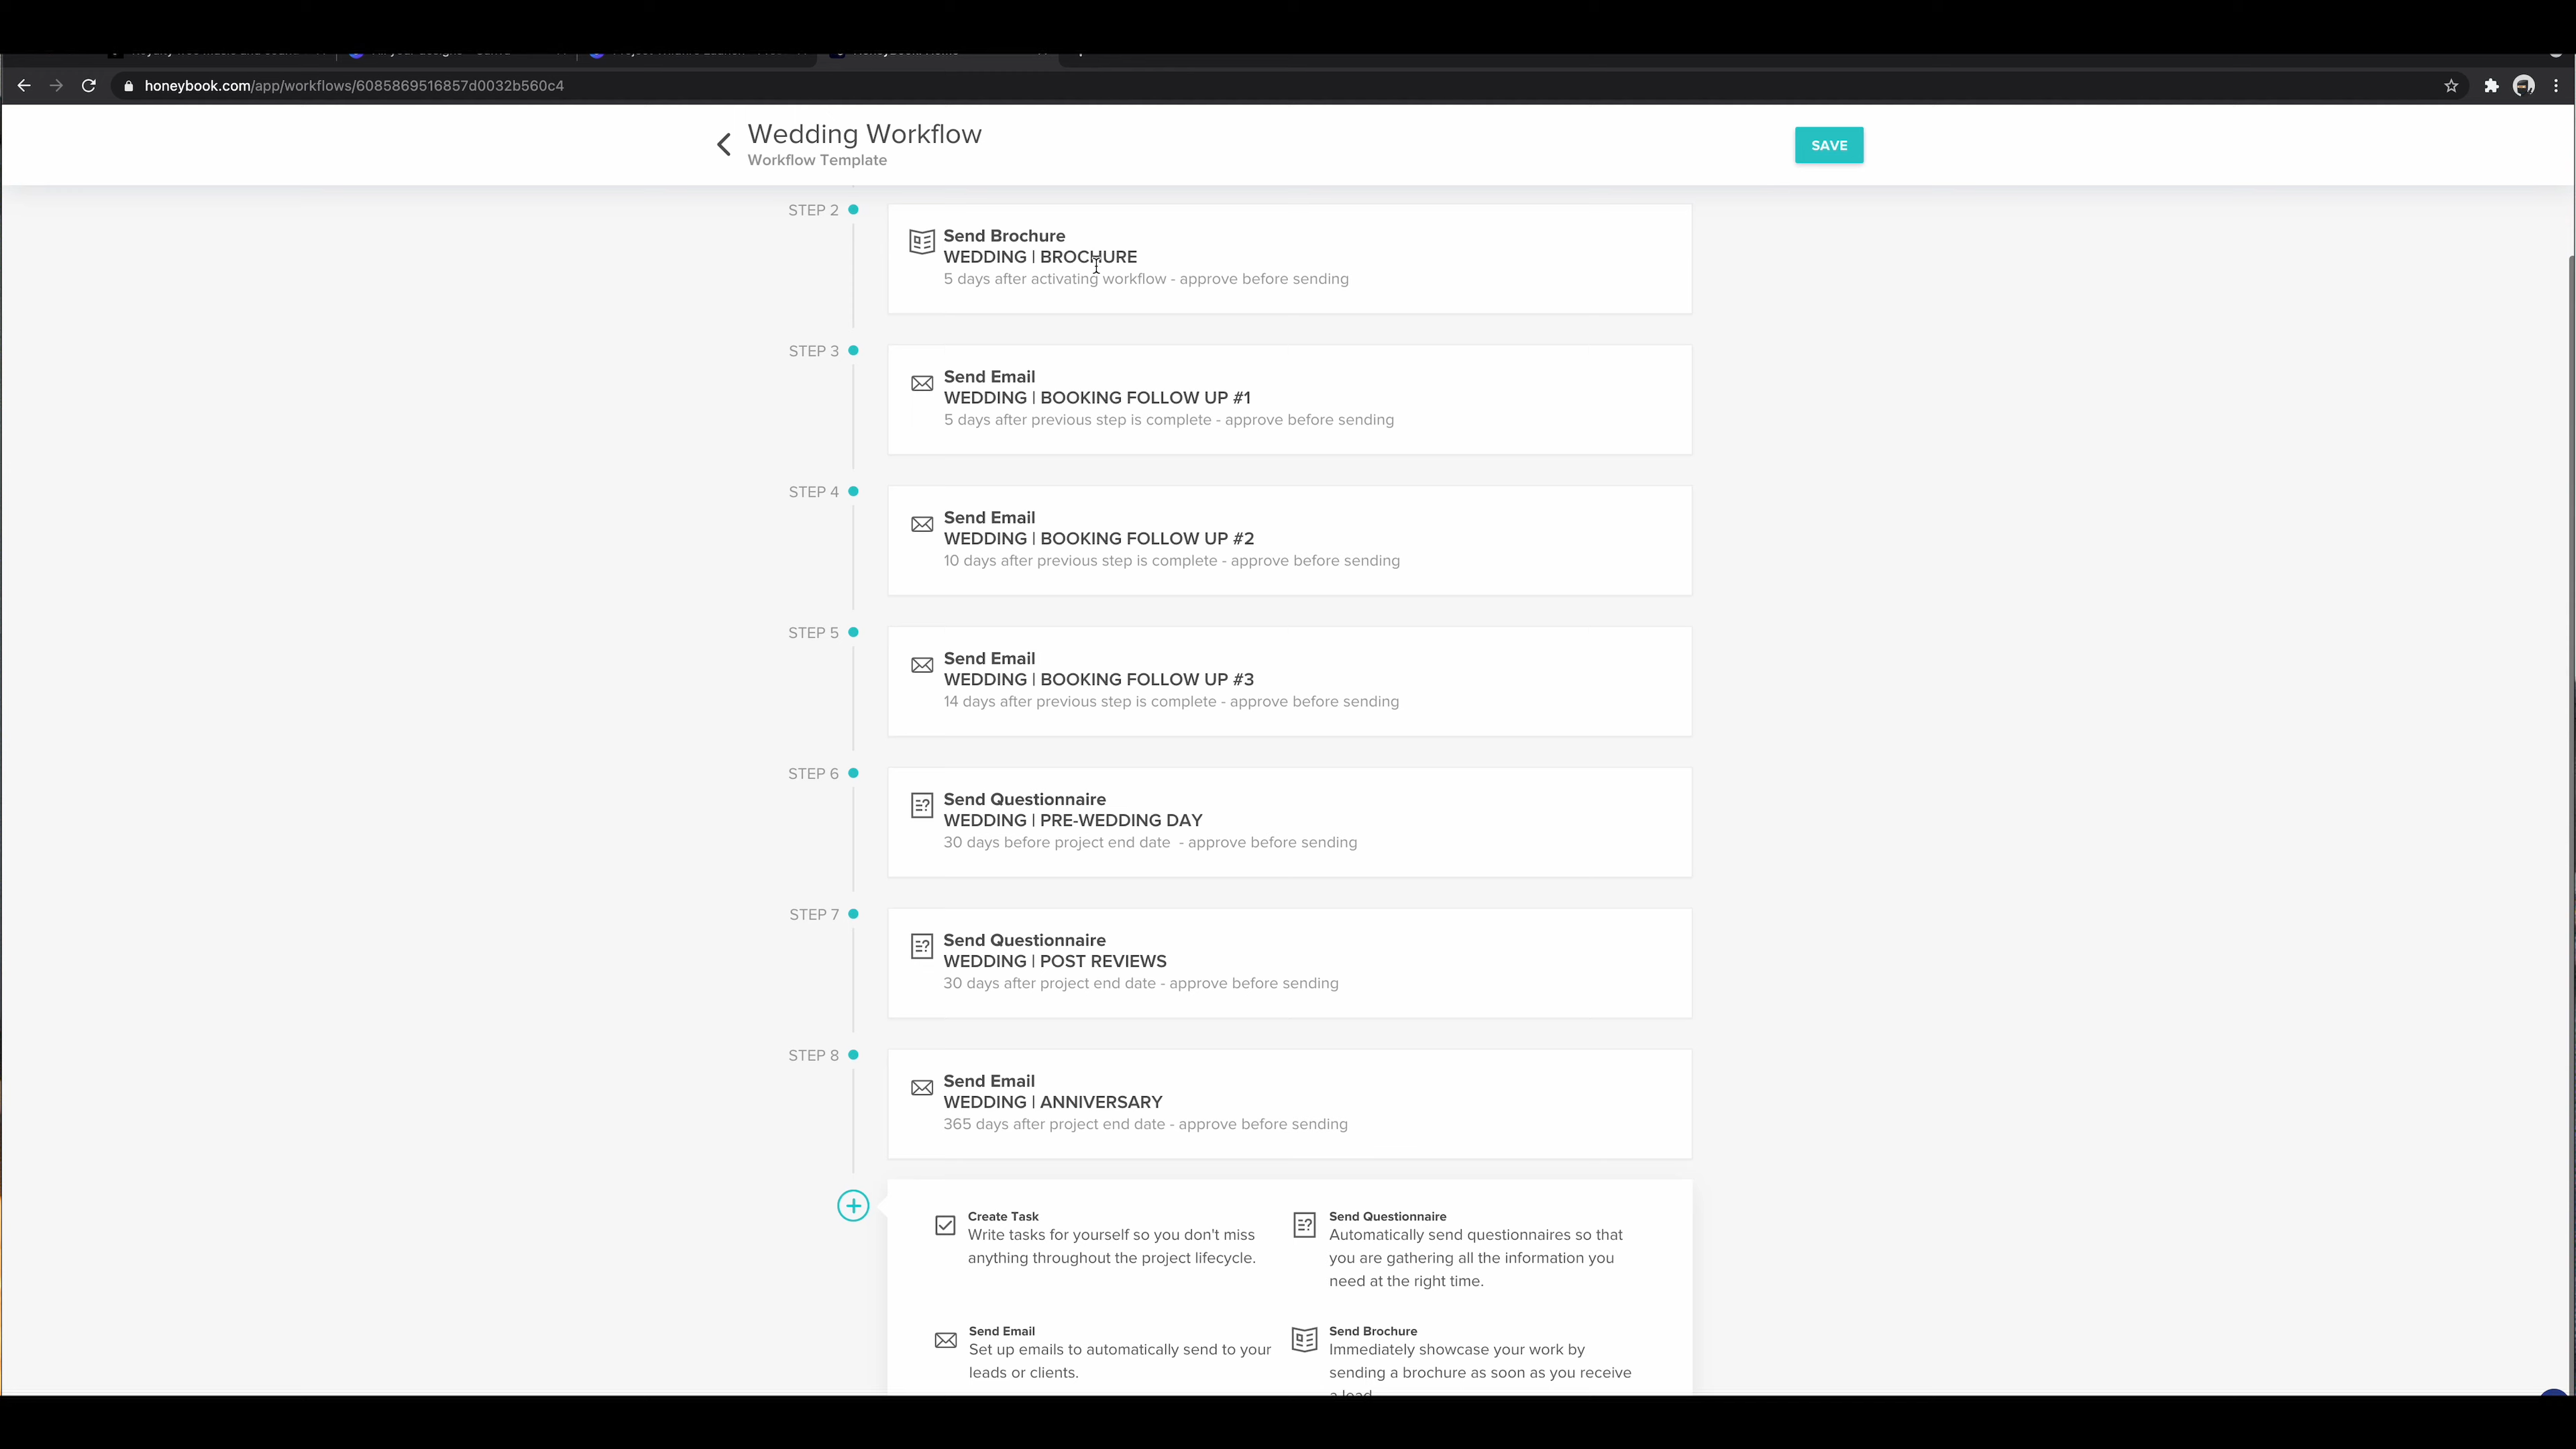 honeybook.com/app/workflows/6085869516857d0032b560c4
Wedding Workflow
Workflow Template
SAVE
STEP 2
Send Brochure
WEDDING | BROCHURE
5 days after activating workflow - approve before sending
STEP 3
Send Email
WEDDING | BOOKING FOLLOW UP #1
5 days after previous step is complete - approve before sending
STEP 4
Send Email
WEDDING | BOOKING FOLLOW UP #2
10 days after previous step is complete - approve before sending
STEP 5
Send Email
WEDDING | BOOKING FOLLOW UP #3
14 days after previous step is complete - approve before sending
STEP 6
Send Questionnaire
WEDDING | PRE-WEDDING DAY
30 days before project end date - approve before sending
STEP 7
Send Questionnaire
WEDDING | POST REVIEWS
30 days after project end date - approve before sending
STEP 8
Send Email
WEDDING | ANNIVERSARY
365 days after project end date - approve before sending
Create Task
Write tasks for yourself so you don't miss
anything throughout the project lifecycle.
Send Questionnaire
Automatically send questionnaires so that
you are gathering all the information you
need at the right time.
Send Email
Set up emails to automatically send to your
leads or clients.
Send Brochure
Immediately showcase your work by
sending a brochure as soon as you receive
a lead